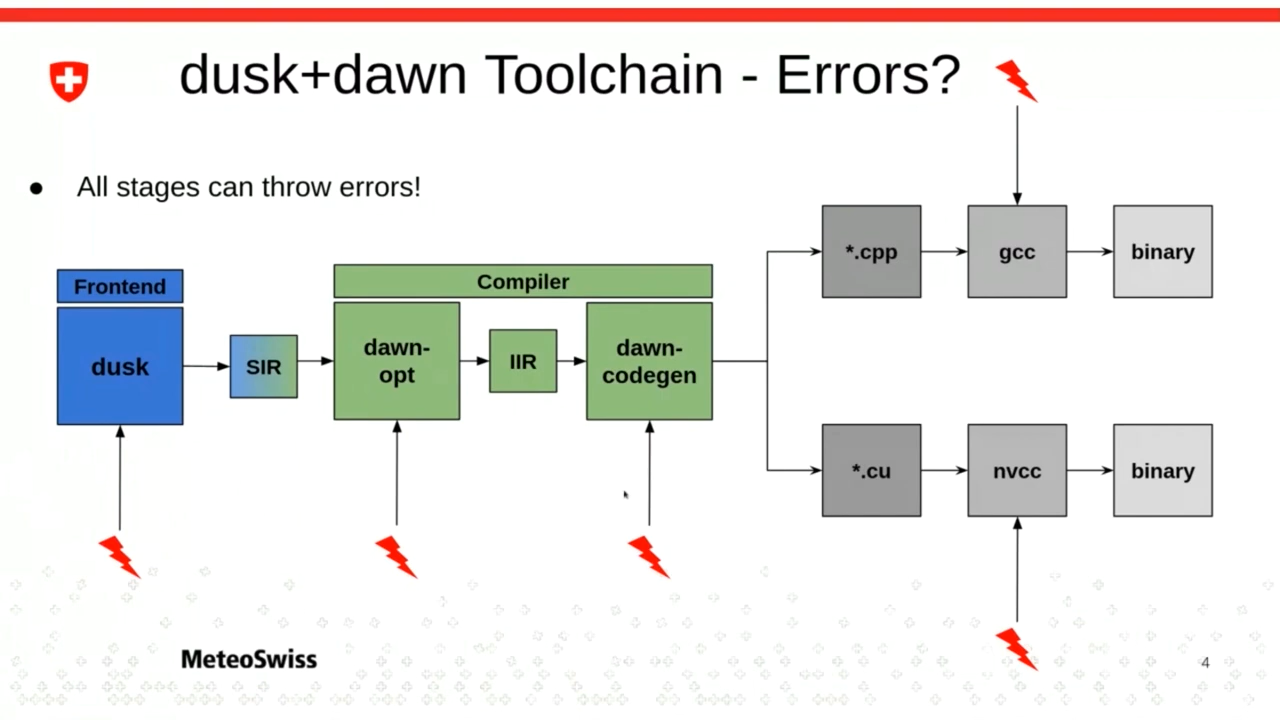 dusk+dawn Toolchain - Errors?
● All stages can throw errors!
Frontend
dusk
SIR
Compiler
dawn-
opt
IIR
dawn-
codegen
*.cpp
gcc
binary
*.cu
nvcc
binary
MeteoSwiss
4